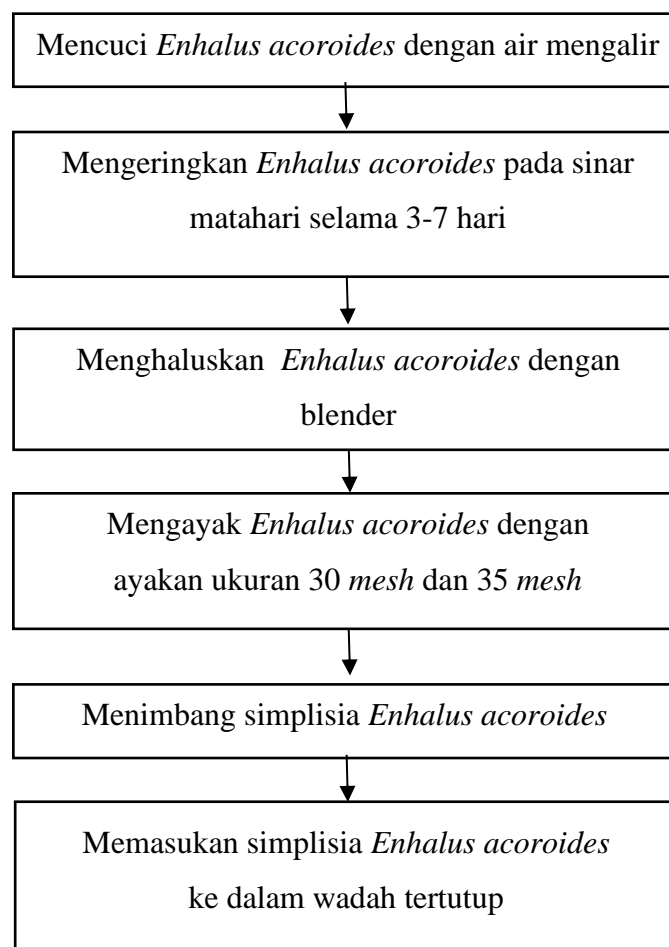 Mencuci Enhalus acoroides dengan air mengalir
Mengeringkan Enhalus acoroides pada sinar
matahari selama 3-7 hari
Menghaluskan Enhalus acoroides dengan
blender
Mengayak Enhalus acoroides dengan
ayakan ukuran 30 mesh dan 35 mesh
Menimbang simplisia Enhalus acoroides
Memasukan simplisia Enhalus acoroides
ke dalam wadah tertutup